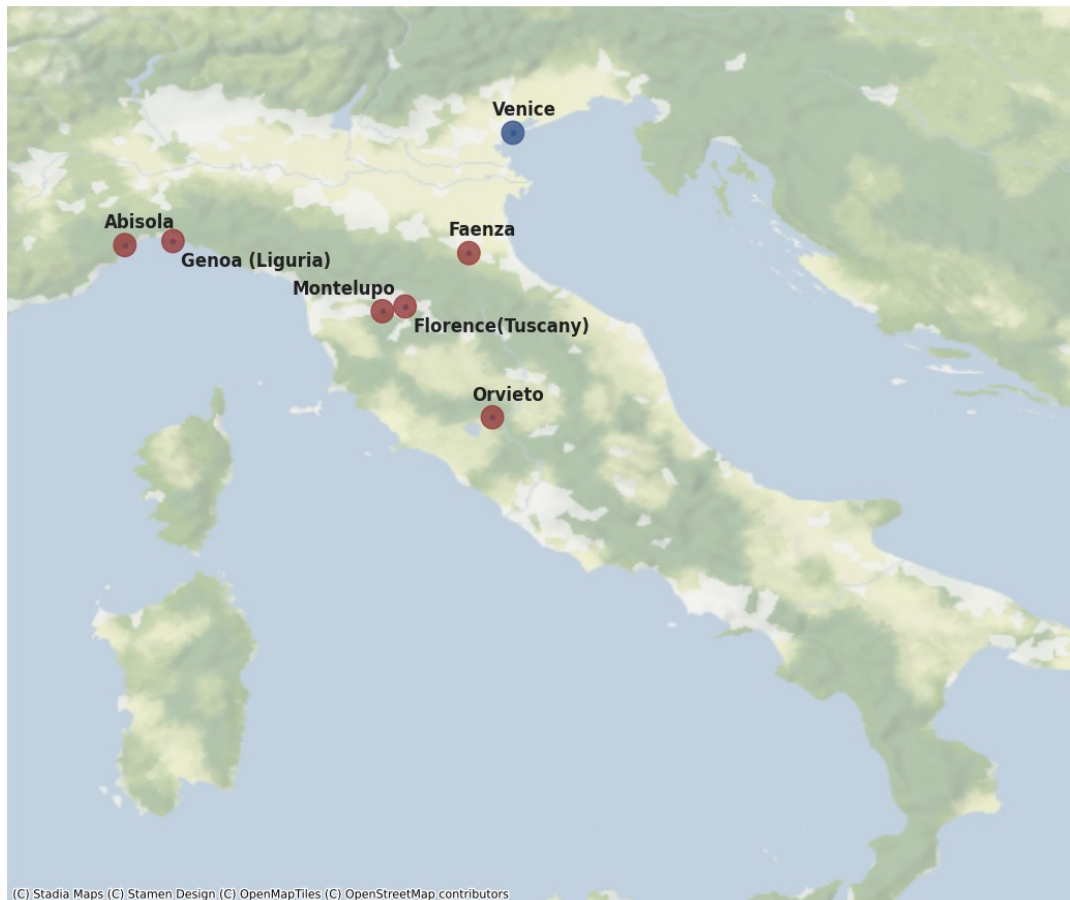 Venice
Abisola
Genoa (Liguria)
Faenza
Montelupo
Florence(Tuscany)
Orvieto
(C) Stadia Maps (C) Stamen Design (C) OpenMapTiles (C) OpenStreetMap contributors